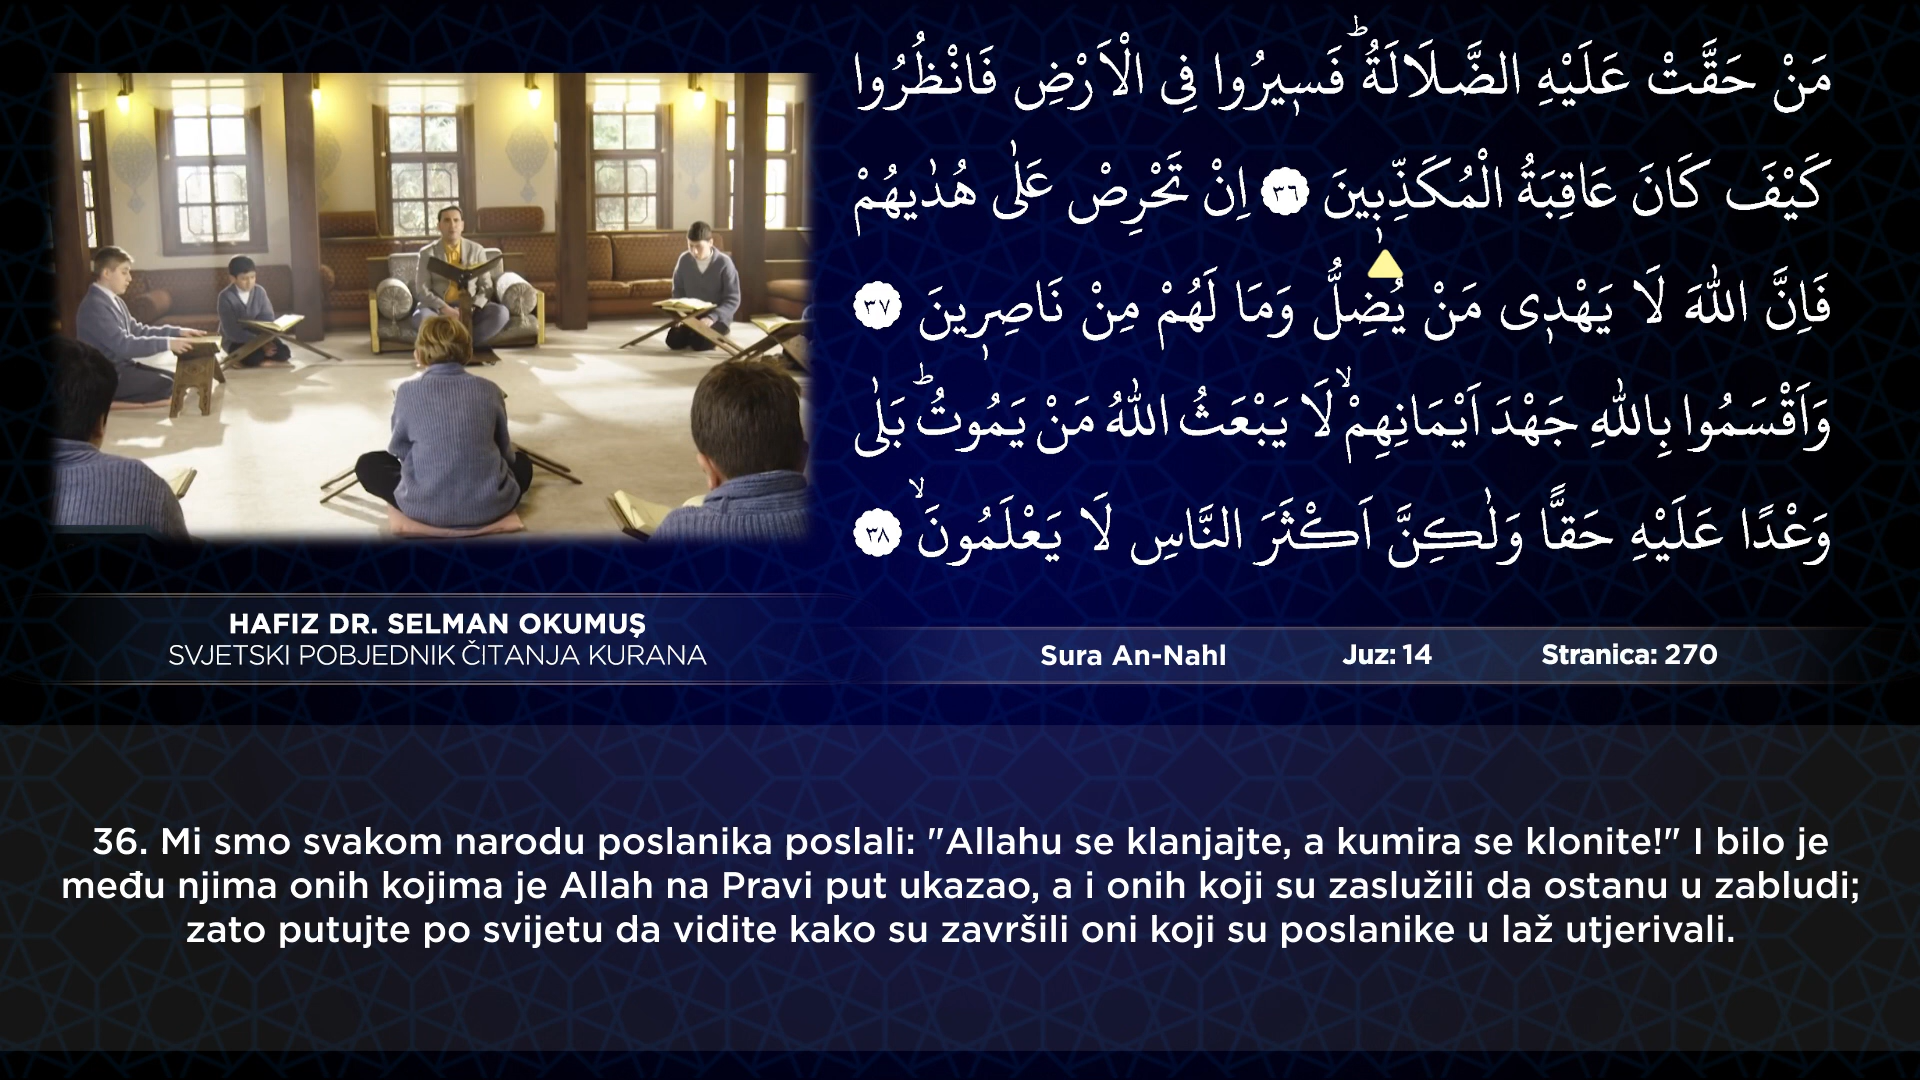 مَنْ حَقَّتْ عَلَيْهِ الضَّلَالَةُۜ فَس۪يرُوا فِي الْاَرْضِ فَانْظُرُوا
كَيْفَ كَانَ عَاقِبَةُ الْمُكَذِّب۪ينَ ٣٦ اِنْ تَحْرِصْ عَلٰى هُدٰيهُمْ
فَاِنَّ اللّٰهَ لَا يَهْد۪ى مَنْ يُضِلُّ وَمَا لَهُمْ مِنْ نَاصِر۪ينَ ٣٧
وَاَقْسَمُوا بِاللّٰهِ جَهْدَ اَيْمَانِهِمْۙ لَا يَبْعَثُ اللّٰهُ مَنْ يَمُوتُۜ بَلٰى
وَعْدًا عَلَيْهِ حَقًّا وَلٰكِنَّ اَكْثَرَ النَّاسِ لَا يَعْلَمُونَۙ ٣٨
HAFIZ DR. SELMAN OKUMUŞ
SVJETSKI POBJEDNIK ČITANJA KURANA
Sura An-Nahl Juz: 14 Stranica: 270
36. Mi smo svakom narodu poslanika poslali: "Allahu se klanjajte, a kumira se klonite!" I bilo je
među njima onih kojima je Allah na Pravi put ukazao, a i onih koji su zaslužili da ostanu u zabludi;
zato putujte po svijetu da vidite kako su završili oni koji su poslanike u laž utjerivali.